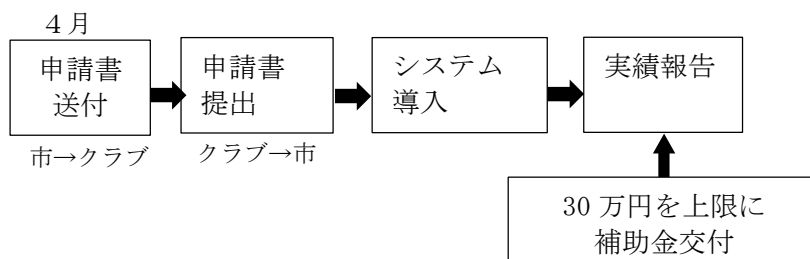 ４月
申請書
送付
申請書
提出
システム
導入
実績報告
市→クラブ
クラブ→市
30 万円を上限に
補助金交付